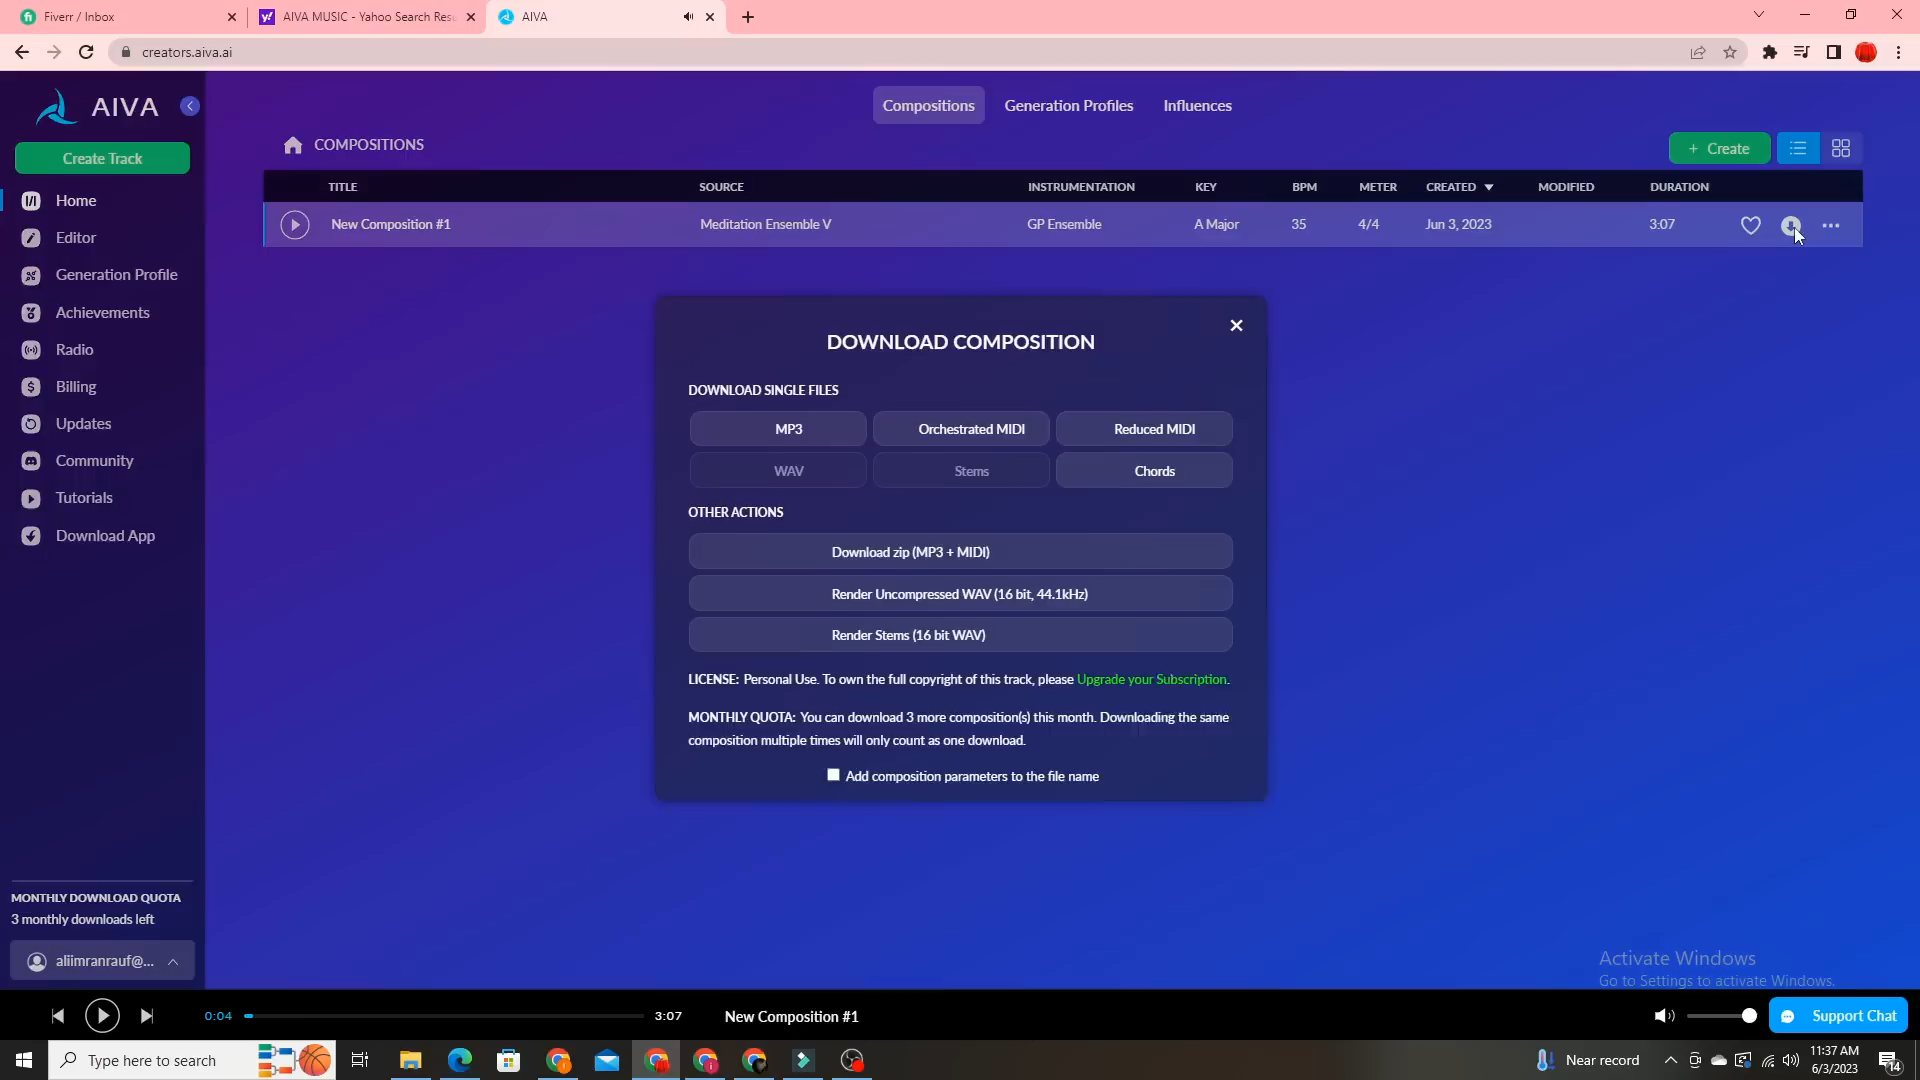 Fiverr / Inbox
AIVA MUSIC - Yahoo Search Resu
AIVA
creators.aiva.ai
AIVA
Compositions
Generation Profiles
Influences
Create Track
COMPOSITIONS
+ Create
TITLE
SOURCE
INSTRUMENTATION
KEY
BPM
METER
CREATED
MODIFIED
DURATION
New Composition #1
Meditation Ensemble V
GP Ensemble
A Major
35
4/4
Jun 3, 2023
3:07
Home
Editor
Generation Profile
Achievements
Radio
Billing
Updates
Community
Tutorials
Download App
DOWNLOAD COMPOSITION
DOWNLOAD SINGLE FILES
MP3
Orchestrated MIDI
Reduced MIDI
WAV
Stems
Chords
OTHER ACTIONS
Download zip (MP3 + MIDI)
Render Uncompressed WAV (16 bit, 44.1kHz)
Render Stems (16 bit WAV)
LICENSE: Personal Use. To own the full copyright of this track, please Upgrade your Subscription.
MONTHLY QUOTA: You can download 3 more composition(s) this month. Downloading the same
composition multiple times will only count as one download.
Add composition parameters to the file name
MONTHLY DOWNLOAD QUOTA
3 monthly downloads left
aliimranrauf@...
Activate Windows
Go to Settings to activate Windows.
0:04
3:07
New Composition #1
Support Chat
Type here to search
Near record
11:37 AM
6/3/2023
14